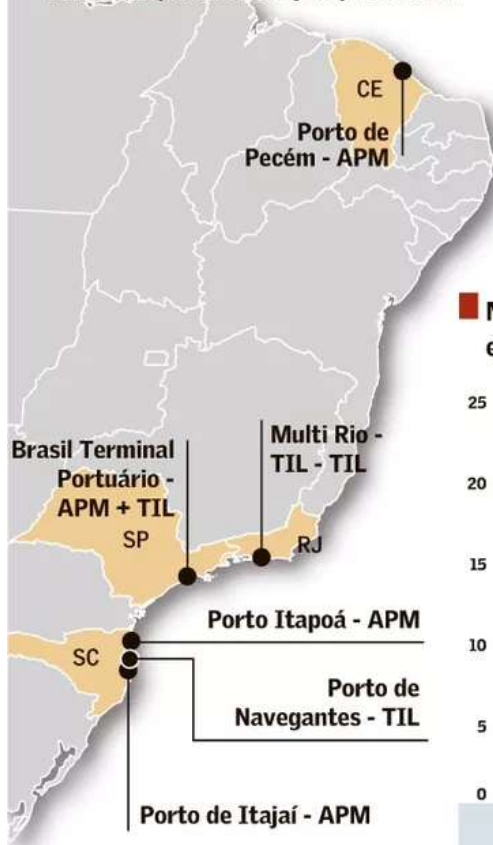 CE
Porto de
Pecém - APM
Brasil Terminal
Portuário -
APM + TIL
SP
Multi Rio -
TIL - TIL
RJ
Porto Itapoá - APM
SC
Porto de
Navegantes - TIL
Porto de Itajaí - APM
25
20
15
10
5
0